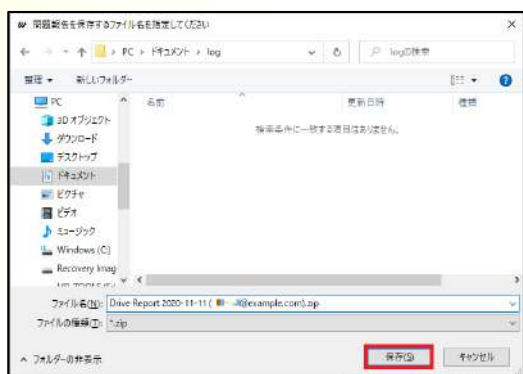 問題報告を保存するファイル名を指定してください
PC › ドキュメント › log
logの検索
整理
新しいフォルダー
PC
3D オブジェクト
ダウンロード
デスクトップ
ドキュメント
ピクチャ
ビデオ
ミュージック
Windows (C:)
Recovery Imag
名前
更新日時
種類
検索条件に一致する項目はありません。
ファイル名(N):
Drive Report 2020-11-11 (
@example.com).zip
ファイルの種類(T):
*.zip
フォルダーの非表示
保存(S)
キャンセル